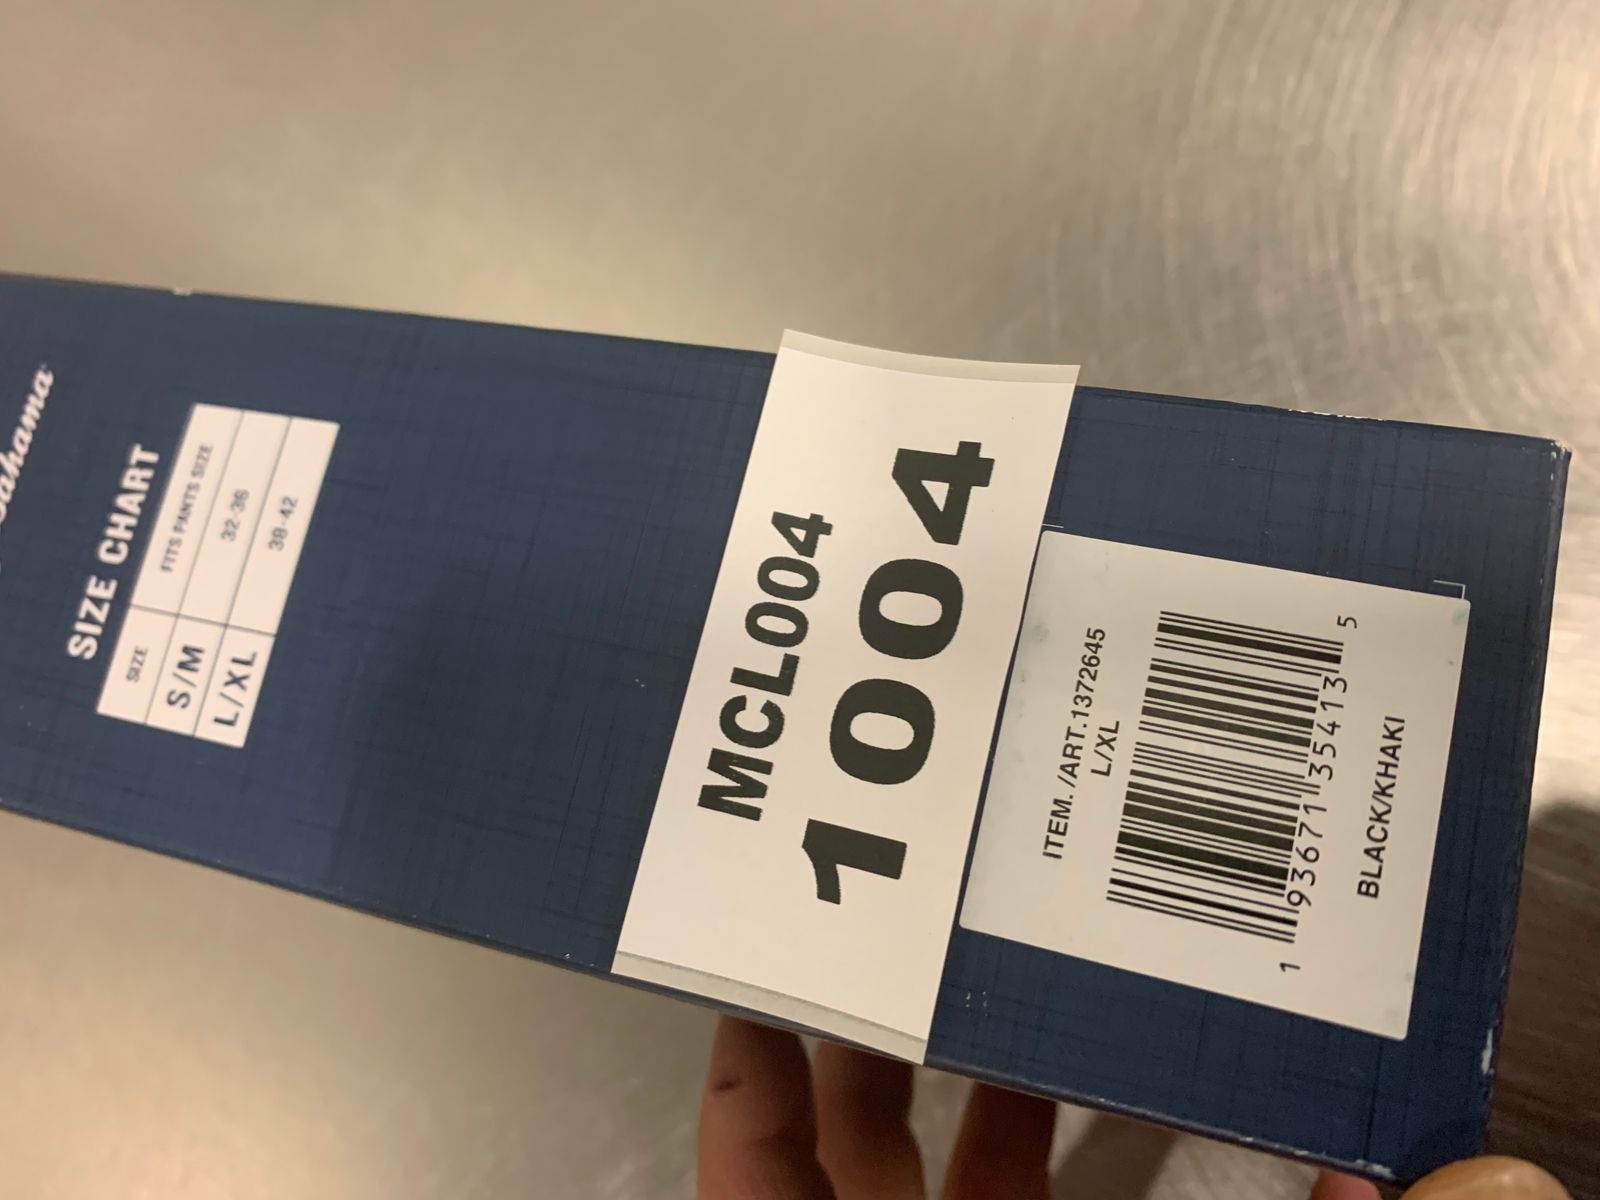 Bahama
SIZE CHART
SIZE FITS PANTS SIZE
S/M 32-36
L/XL 38-42
MCL004
1004
ITEM. /ART.1372645
L/XL
1 93671 35413 5
BLACK/KHAKI